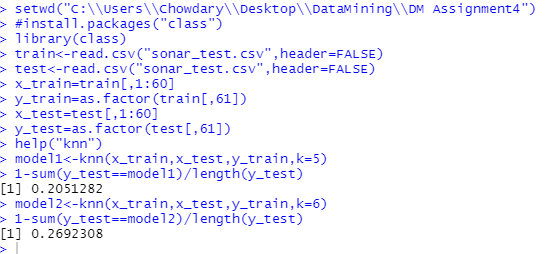 > setwd("C:\\Users\\Chowdary\\Desktop\\DataMining\\DM Assignment4")
> #install.packages("class")
> library(class)
> train<-read.csv("sonar_test.csv",header=FALSE)
> test<-read.csv("sonar_test.csv",header=FALSE)
> x_train=train[,1:60]
> y_train=as.factor(train[,61])
> x_test=test[,1:60]
> y_test=as.factor(test[,61])
> help("knn")
> model1<-knn(x_train,x_test,y_train,k=5)
> 1-sum(y_test==model1)/length(y_test)
[1] 0.2051282
> model2<-knn(x_train,x_test,y_train,k=6)
> 1-sum(y_test==model2)/length(y_test)
[1] 0.2692308
>